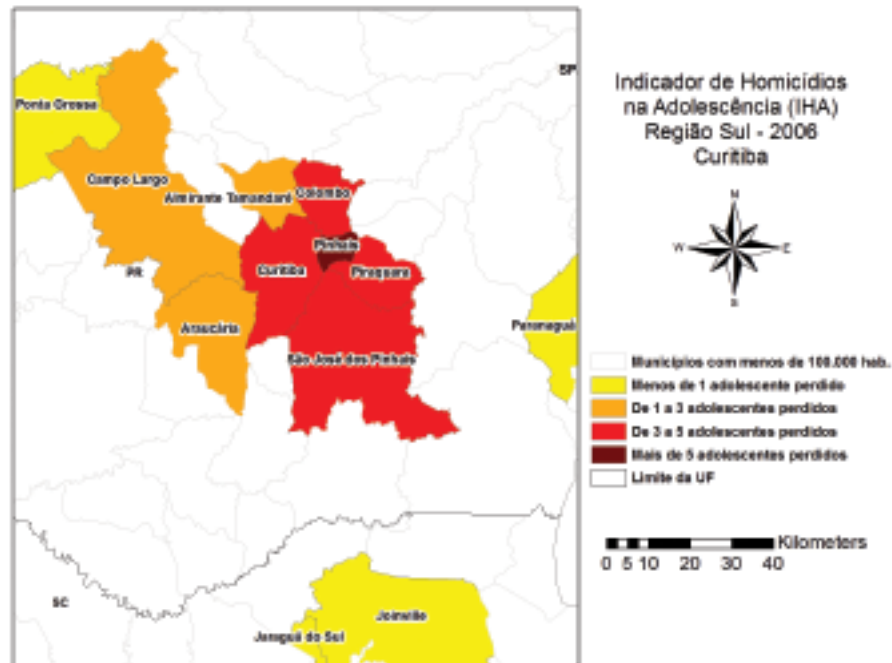 Ponta Grossa
SP
Campo Largo
Almirante Tamandaré
Colombo
Pinhais
PR
Curitiba
Piraquara
Araucária
São José dos Pinhais
Paranaguá
SC
Joinville
Jaraguá do Sul
Indicador de Homicídios
na Adolescência (IHA)
Região Sul - 2006
Curitiba
N
W
E
S
Municípios com menos de 100.000 hab.
Menos de 1 adolescente perdido
De 1 a 3 adolescentes perdidos
De 3 a 5 adolescentes perdidos
Mais de 5 adolescentes perdidos
Limite da UF
Kilometers
0 5 10 20 30 40